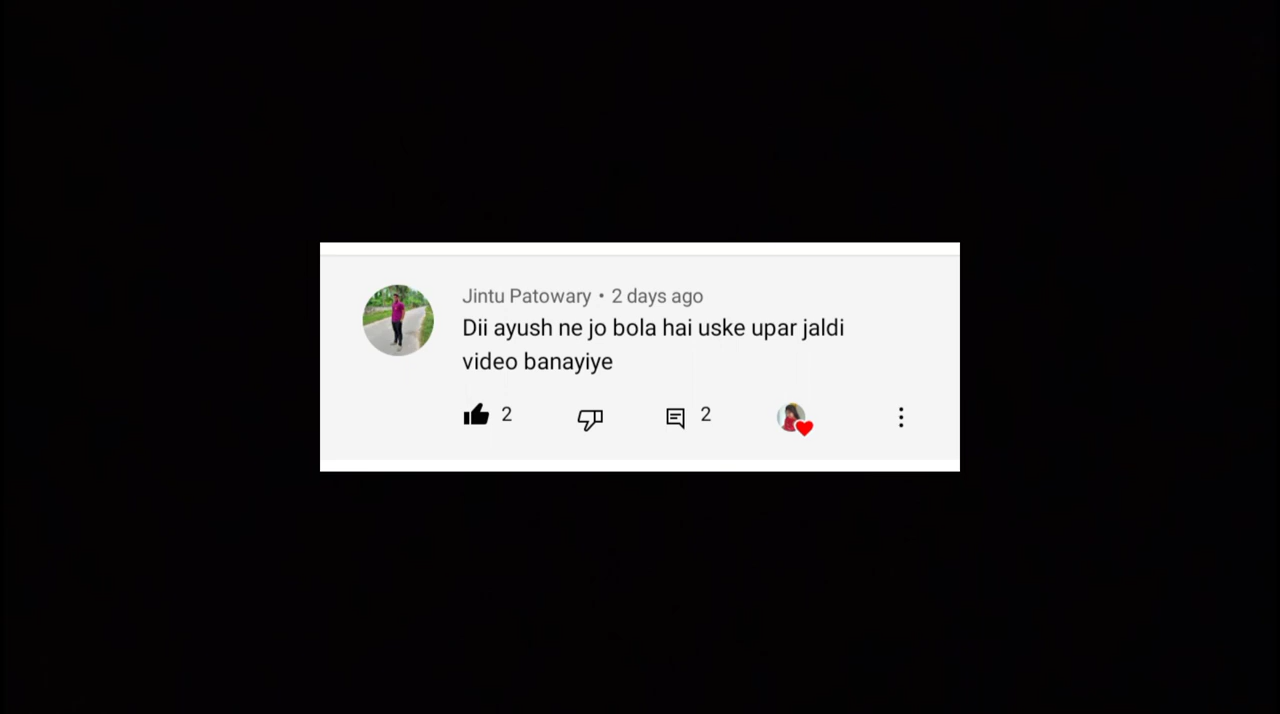 Jintu Patowary • 2 days ago
Dii ayush ne jo bola hai uske upar jaldi
video banayiye
2 2